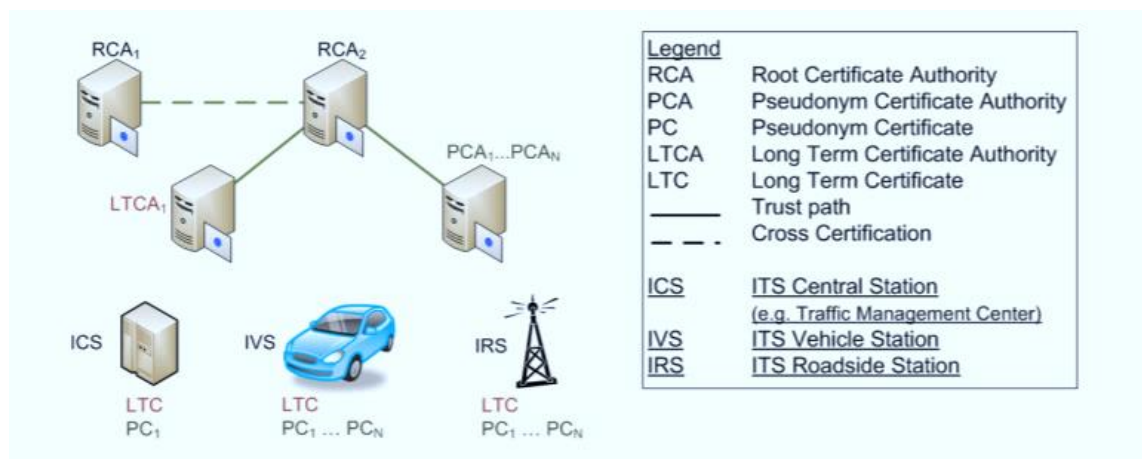 RCA₁
RCA₂
PCA₁...PCAₙ
LTCA₁
ICS
IVS
IRS
LTC
PC₁
LTC
PC₁ ... PCₙ
LTC
PC₁ ... PCₙ
Legend
RCA Root Certificate Authority
PCA Pseudonym Certificate Authority
PC Pseudonym Certificate
LTCA Long Term Certificate Authority
LTC Long Term Certificate
Trust path
Cross Certification
ICS ITS Central Station
(e.g. Traffic Management Center)
IVS ITS Vehicle Station
IRS ITS Roadside Station